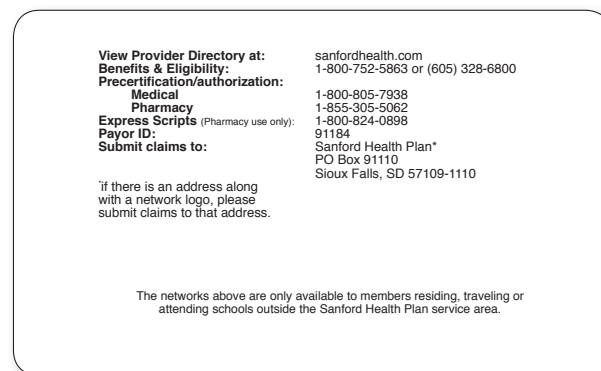 View Provider Directory at: sanfordhealth.com
Benefits & Eligibility: 1-800-752-5863 or (605) 328-6800
Precertification/authorization:
Medical 1-800-805-7938
Pharmacy 1-855-305-5062
Express Scripts (Pharmacy use only): 1-800-824-0898
Payor ID: 91184
Submit claims to: Sanford Health Plan*
PO Box 91110
Sioux Falls, SD 57109-1110
*if there is an address along
with a network logo, please
submit claims to that address.
The networks above are only available to members residing, traveling or
attending schools outside the Sanford Health Plan service area.